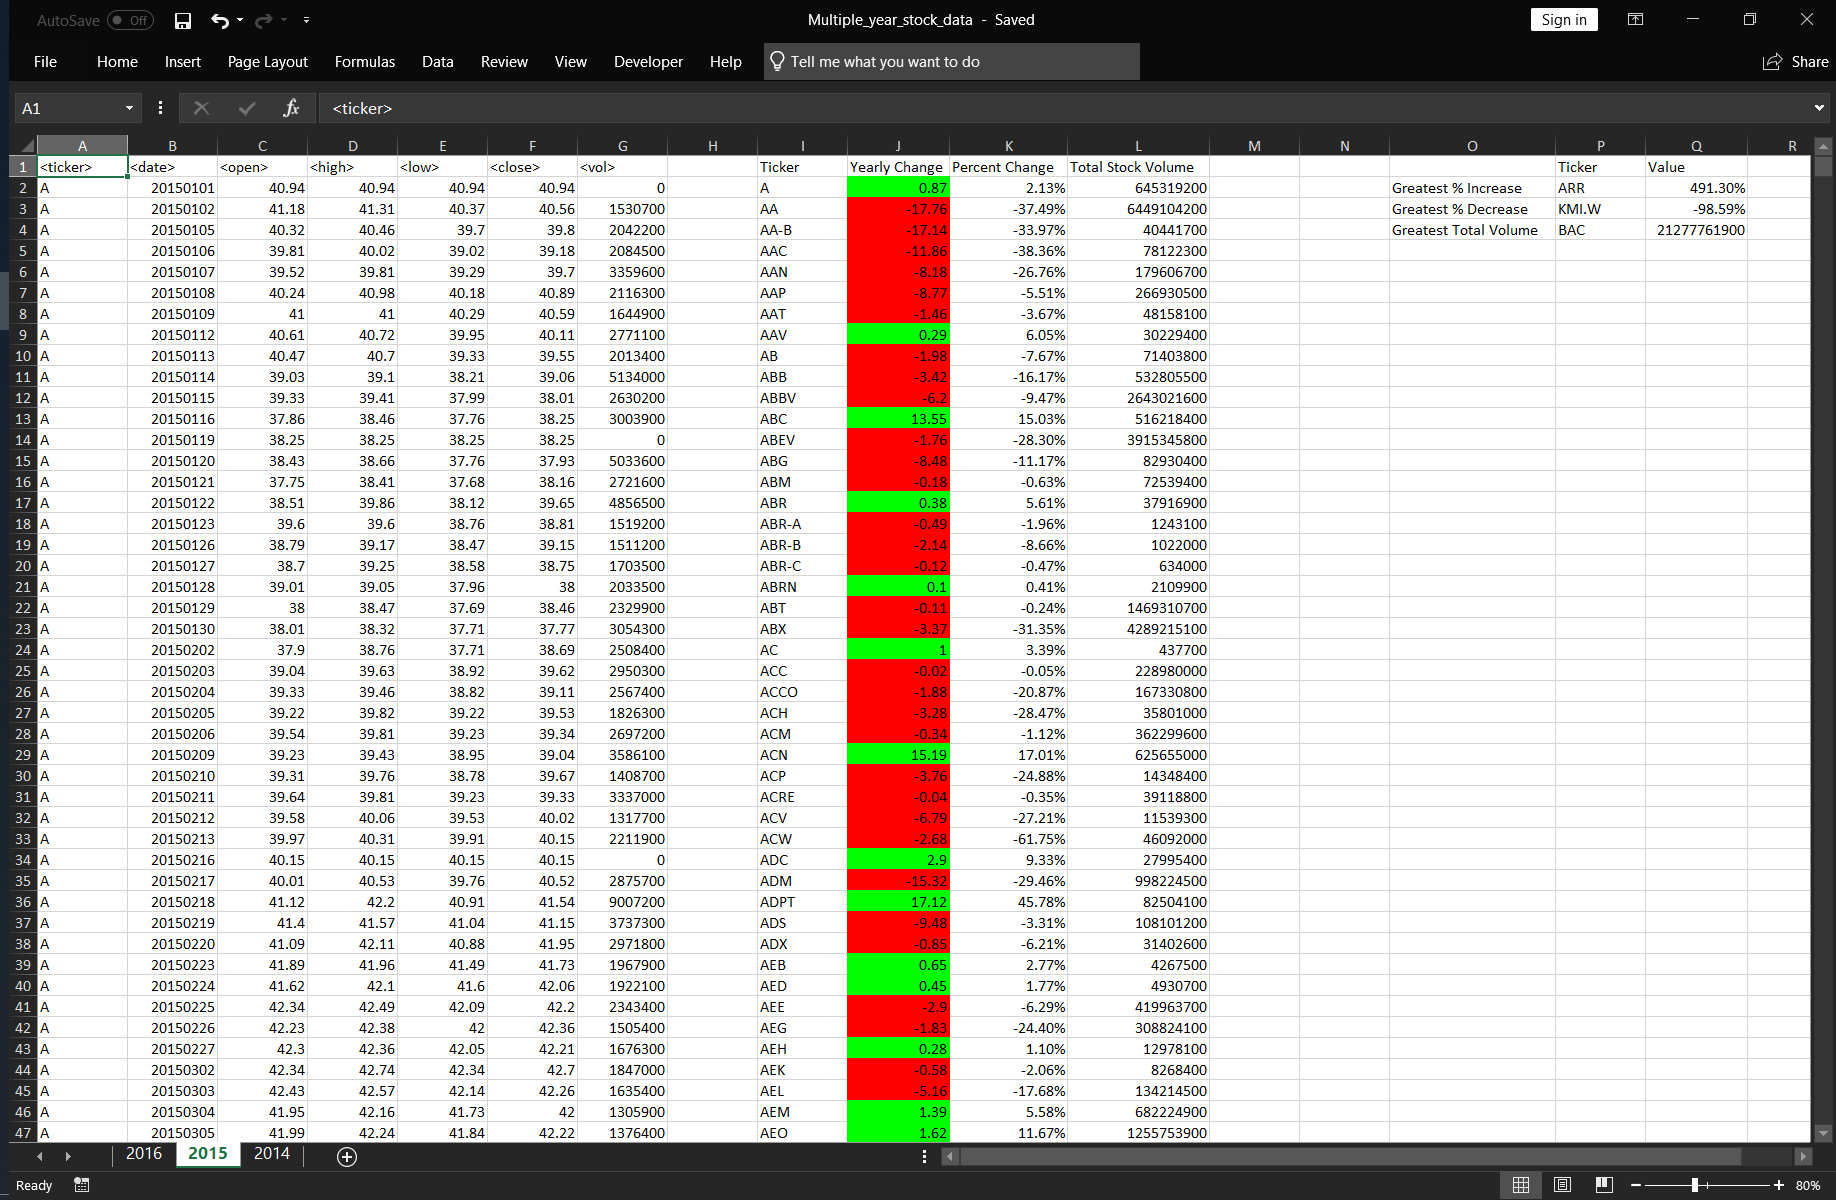 AutoSave Off Multiple_year_stock_data - Saved Sign in
File Home Insert Page Layout Formulas Data Review View Developer Help Tell me what you want to do Share
A1 fx <ticker>
A B C D E F G H I J K L M N O P Q R
1 <ticker> <date> <open> <high> <low> <close> <vol> Ticker Yearly Change Percent Change Total Stock Volume Ticker Value
2 A 20150101 40.94 40.94 40.94 40.94 0 A 0.87 2.13% 645319200 Greatest % Increase ARR 491.30%
3 A 20150102 41.18 41.31 40.37 40.56 1530700 AA -17.76 -37.49% 6449104200 Greatest % Decrease KMI.W -98.59%
4 A 20150105 40.32 40.46 39.7 39.8 2042200 AA-B -17.14 -33.97% 40441700 Greatest Total Volume BAC 21277761900
5 A 20150106 39.81 40.02 39.02 39.18 2084500 AAC -11.86 -38.36% 78122300
6 A 20150107 39.52 39.81 39.29 39.7 3359600 AAN -8.18 -26.76% 179606700
7 A 20150108 40.24 40.98 40.18 40.89 2116300 AAP -8.77 -5.51% 266930500
8 A 20150109 41 41 40.29 40.59 1644900 AAT -1.46 -3.67% 48158100
9 A 20150112 40.61 40.72 39.95 40.11 2771100 AAV 0.29 6.05% 30229400
10 A 20150113 40.47 40.7 39.33 39.55 2013400 AB -1.98 -7.67% 71403800
11 A 20150114 39.03 39.1 38.21 39.06 5134000 ABB -3.42 -16.17% 532805500
12 A 20150115 39.33 39.41 37.99 38.01 2630200 ABBV -6.2 -9.47% 2643021600
13 A 20150116 37.86 38.46 37.76 38.25 3003900 ABC 13.55 15.03% 516218400
14 A 20150119 38.25 38.25 38.25 38.25 0 ABEV -1.76 -28.30% 3915345800
15 A 20150120 38.43 38.66 37.76 37.93 5033600 ABG -8.48 -11.17% 82930400
16 A 20150121 37.75 38.41 37.68 38.16 2721600 ABM -0.18 -0.63% 72539400
17 A 20150122 38.51 39.86 38.12 39.65 4856500 ABR 0.38 5.61% 37916900
18 A 20150123 39.6 39.6 38.76 38.81 1519200 ABR-A -0.49 -1.96% 1243100
19 A 20150126 38.79 39.17 38.47 39.15 1511200 ABR-B -2.14 -8.66% 1022000
20 A 20150127 38.7 39.25 38.58 38.75 1703500 ABR-C -0.12 -0.47% 634000
21 A 20150128 39.01 39.05 37.96 38 2033500 ABRN 0.1 0.41% 2109900
22 A 20150129 38 38.47 37.69 38.46 2329900 ABT -0.11 -0.24% 1469310700
23 A 20150130 38.01 38.32 37.71 37.77 3054300 ABX -3.37 -31.35% 4289215100
24 A 20150202 37.9 38.76 37.71 38.69 2508400 AC 1 3.39% 437700
25 A 20150203 39.04 39.63 38.92 39.62 2950300 ACC -0.02 -0.05% 228980000
26 A 20150204 39.33 39.46 38.82 39.11 2567400 ACCO -1.88 -20.87% 167330800
27 A 20150205 39.22 39.82 39.22 39.53 1826300 ACH -3.28 -28.47% 35801000
28 A 20150206 39.54 39.81 39.23 39.34 2697200 ACM -0.34 -1.12% 362299600
29 A 20150209 39.23 39.43 38.95 39.04 3586100 ACN 15.19 17.01% 625655000
30 A 20150210 39.31 39.76 38.78 39.67 1408700 ACP -3.76 -24.88% 14348400
31 A 20150211 39.64 39.81 39.23 39.33 3337000 ACRE -0.04 -0.35% 39118800
32 A 20150212 39.58 40.06 39.53 40.02 1317700 ACV -6.79 -27.21% 11539300
33 A 20150213 39.97 40.31 39.91 40.15 2211900 ACW -2.68 -61.75% 46092000
34 A 20150216 40.15 40.15 40.15 40.15 0 ADC 2.9 9.33% 27995400
35 A 20150217 40.01 40.53 39.76 40.52 2875700 ADM -15.32 -29.46% 998224500
36 A 20150218 41.12 42.2 40.91 41.54 9007200 ADPT 17.12 45.78% 82504100
37 A 20150219 41.4 41.57 41.04 41.15 3737300 ADS -9.48 -3.31% 108101200
38 A 20150220 41.09 42.11 40.88 41.95 2971800 ADX -0.85 -6.21% 31402600
39 A 20150223 41.89 41.96 41.49 41.73 1967900 AEB 0.65 2.77% 4267500
40 A 20150224 41.62 42.1 41.6 42.06 1922100 AED 0.45 1.77% 4930700
41 A 20150225 42.34 42.49 42.09 42.2 2343400 AEE -2.9 -6.29% 419963700
42 A 20150226 42.23 42.38 42 42.36 1505400 AEG -1.83 -24.40% 308824100
43 A 20150227 42.3 42.36 42.05 42.21 1676300 AEH 0.28 1.10% 12978100
44 A 20150302 42.34 42.74 42.34 42.7 1847000 AEK -0.58 -2.06% 8268400
45 A 20150303 42.43 42.57 42.14 42.26 1635400 AEL -5.16 -17.68% 134214500
46 A 20150304 41.95 42.16 41.73 42 1305900 AEM 1.39 5.58% 682224900
47 A 20150305 41.99 42.24 41.84 42.22 1376400 AEO 1.62 11.67% 1255753900
2016 2015 2014
Ready 80%